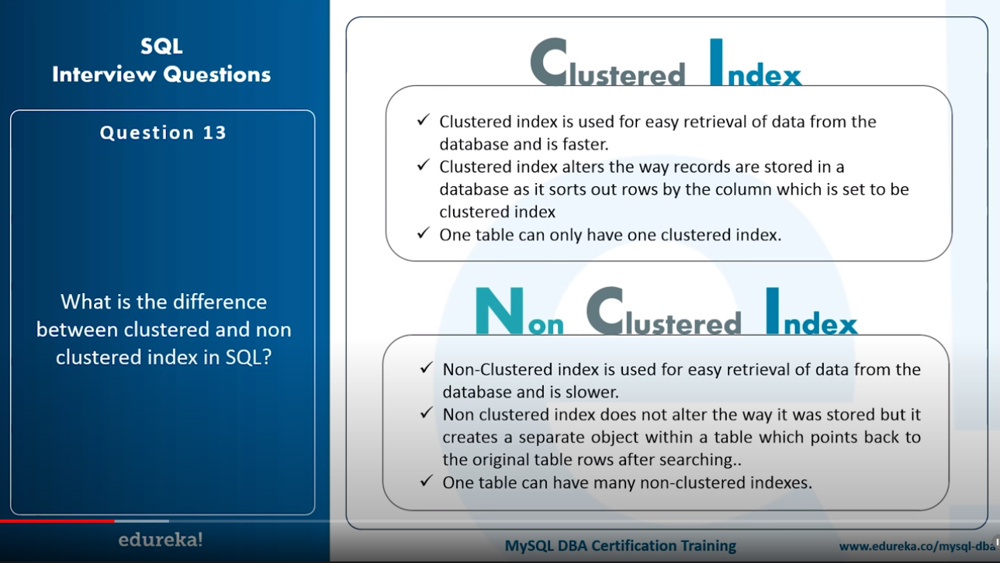 SQL
Interview Questions
Question 13
What is the difference
between clustered and non
clustered index in SQL?
edureka!
Clustered Index
✓ Clustered index is used for easy retrieval of data from the
database and is faster.
✓ Clustered index alters the way records are stored in a
database as it sorts out rows by the column which is set to be
clustered index
✓ One table can only have one clustered index.
Non Clustered Index
✓ Non-Clustered index is used for easy retrieval of data from the
database and is slower.
✓ Non clustered index does not alter the way it was stored but it
creates a separate object within a table which points back to
the original table rows after searching..
✓ One table can have many non-clustered indexes.
MySQL DBA Certification Training
www.edureka.co/mysql-dba